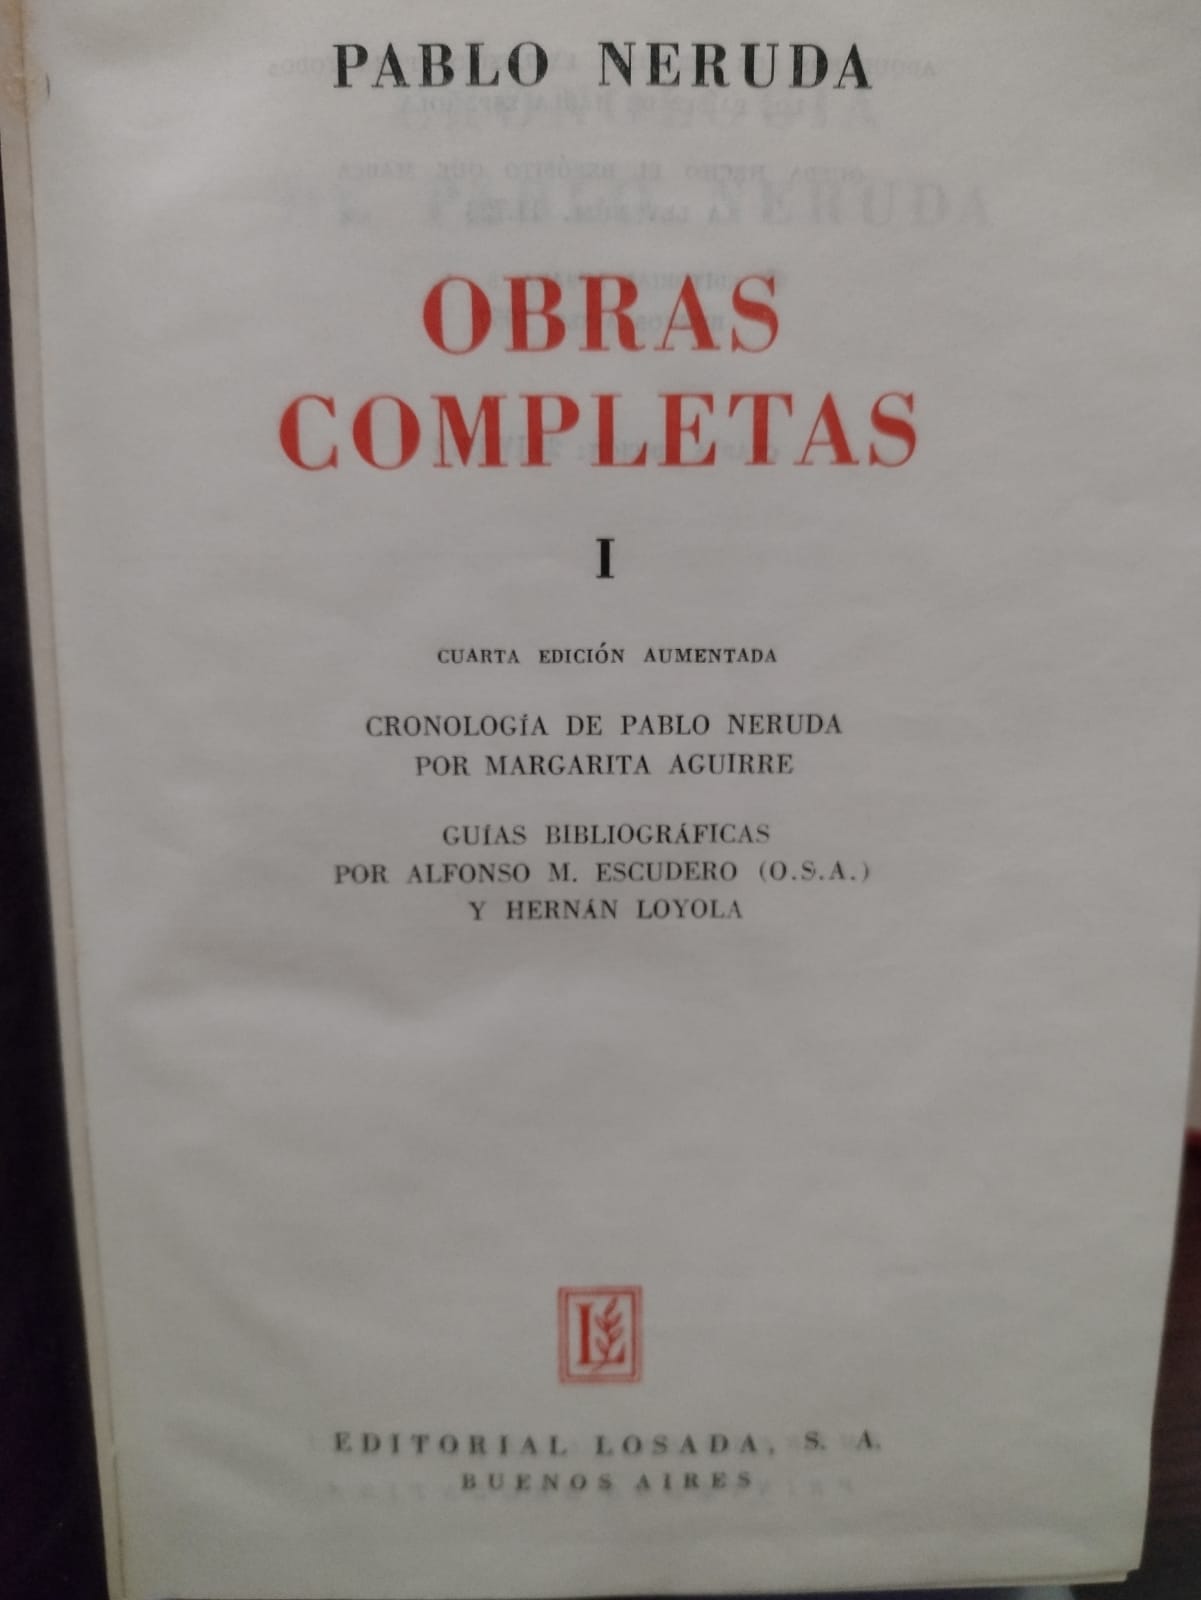 PABLO NERUDA
OBRAS
COMPLETAS
I
CUARTA EDICIÓN AUMENTADA
CRONOLOGÍA DE PABLO NERUDA
POR MARGARITA AGUIRRE
GUÍAS BIBLIOGRÁFICAS
POR ALFONSO M. ESCUDERO (O.S.A.)
Y HERNÁN LOYOLA
L
EDITORIAL LOSADA, S. A.
BUENOS AIRES